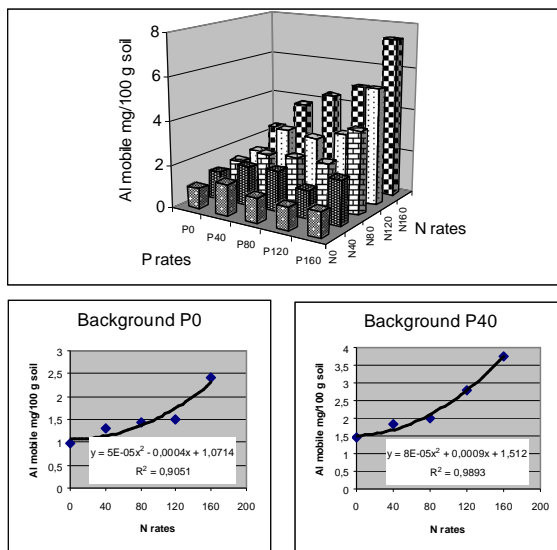 8
6
4
2
0
Al mobile mg/100 g soil
P0
P40
P80
P120
P160
P rates
N0
N40
N80
N120
N160
N rates
Background P0
3
2,5
2
1,5
1
0,5
0
Al mobile mg/100 g soil
y = 5E-05x² - 0,0004x + 1,0714
R² = 0,9051
0 40 80 120 160 200
N rates
Background P40
4
3,5
3
2,5
2
1,5
1
0,5
0
Al mobile mg/100 g soil
y = 8E-05x² + 0,0009x + 1,512
R² = 0,9893
0 40 80 120 160 200
N rates